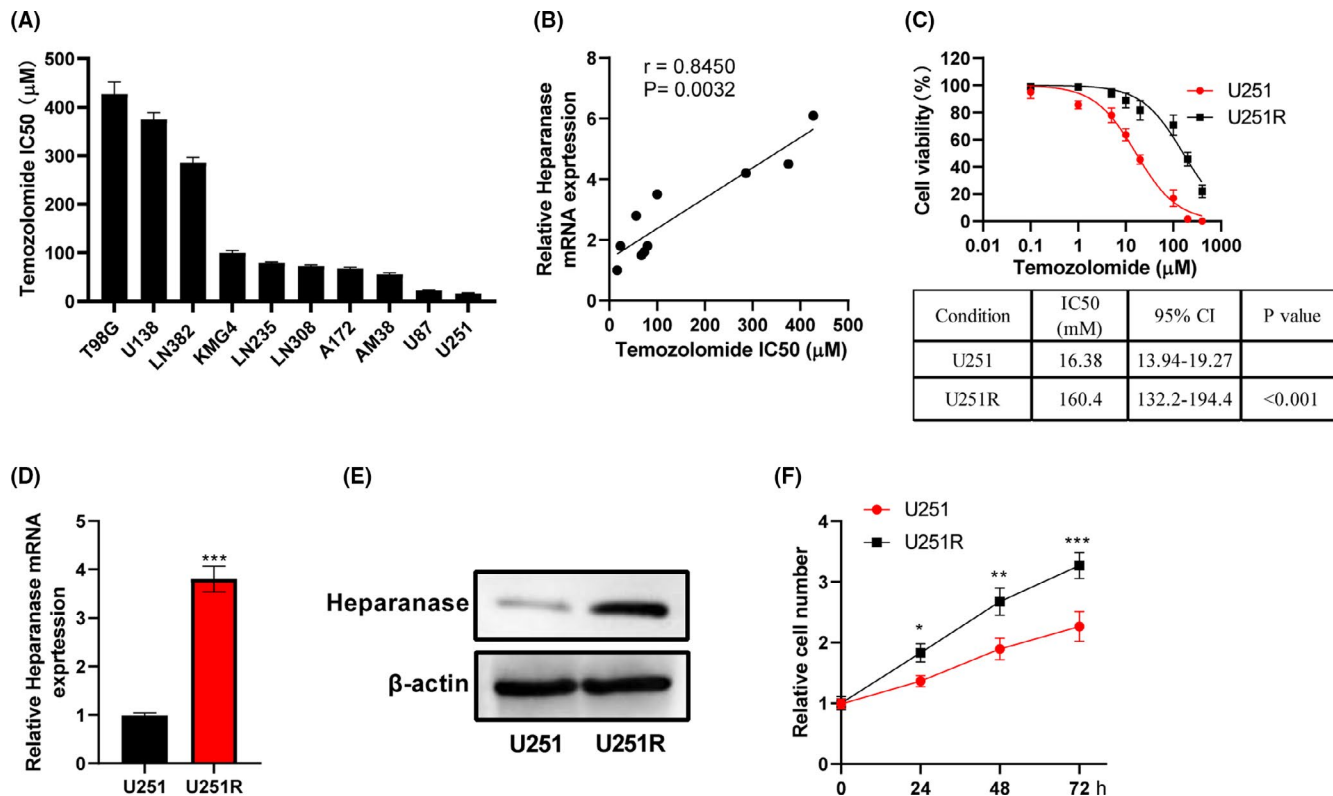 (A)
Temozolomide IC50 (μM)
500
400
300
200
100
0
T98G
U138
LN382
KMG4
LN235
LN308
A172
AM38
U87
U251
(B)
r = 0.8450
P= 0.0032
Relative Heparanase
mRNA exprtession
8
6
4
2
0
0 100 200 300 400 500
Temozolomide IC50 (μM)
(C)
Cell viability (%)
120
100
80
60
40
20
0
U251
U251R
0.01 0.1 1 10 100 1000
Temozolomide (μM)
Condition IC50 (mM) 95% CI P value
U251 16.38 13.94-19.27
U251R 160.4 132.2-194.4 <0.001
(D)
Relative Heparanase mRNA
exprtession
5
4
3
2
1
0
***
U251 U251R
(E)
Heparanase
β-actin
U251 U251R
(F)
U251
U251R
Relative cell number
4
3
2
1
0
*
**
***
0 24 48 72 h